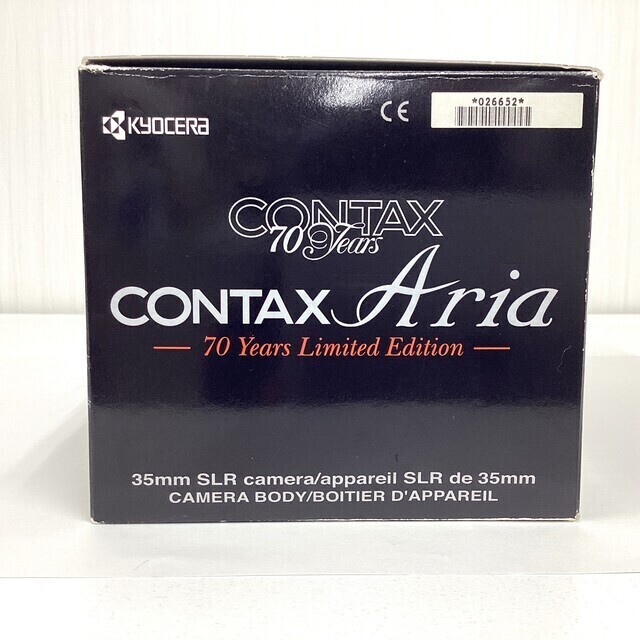 KYOCERA
CE
*026652*
CONTAX
70 Years
CONTAX Aria
70 Years Limited Edition
35mm SLR camera/appareil SLR de 35mm
CAMERA BODY/BOITIER D'APPAREIL